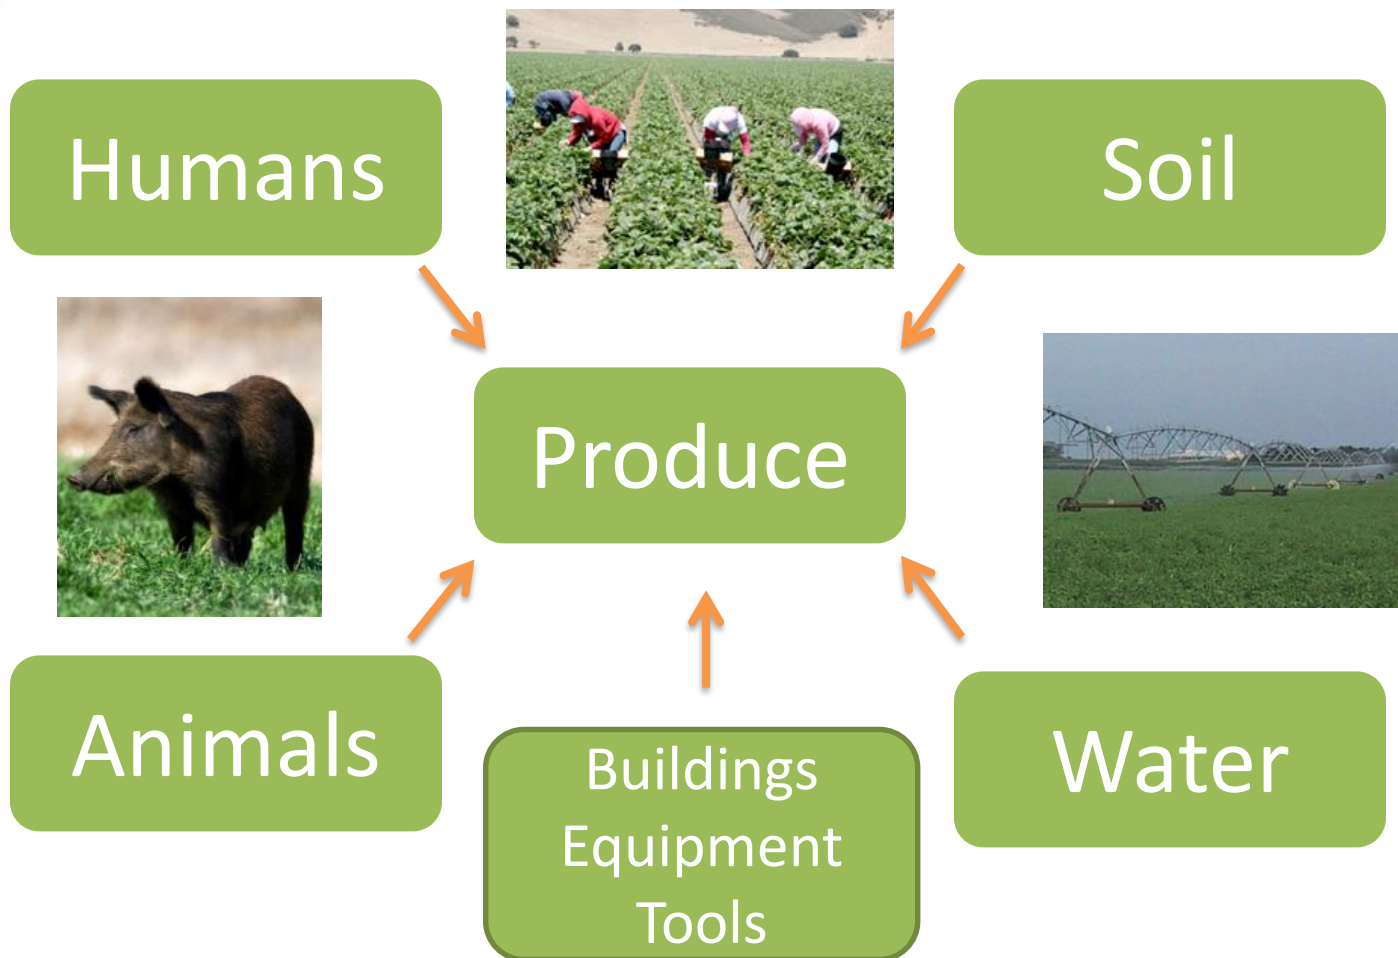 Humans
Soil
Produce
Animals
Water
Buildings
Equipment
Tools